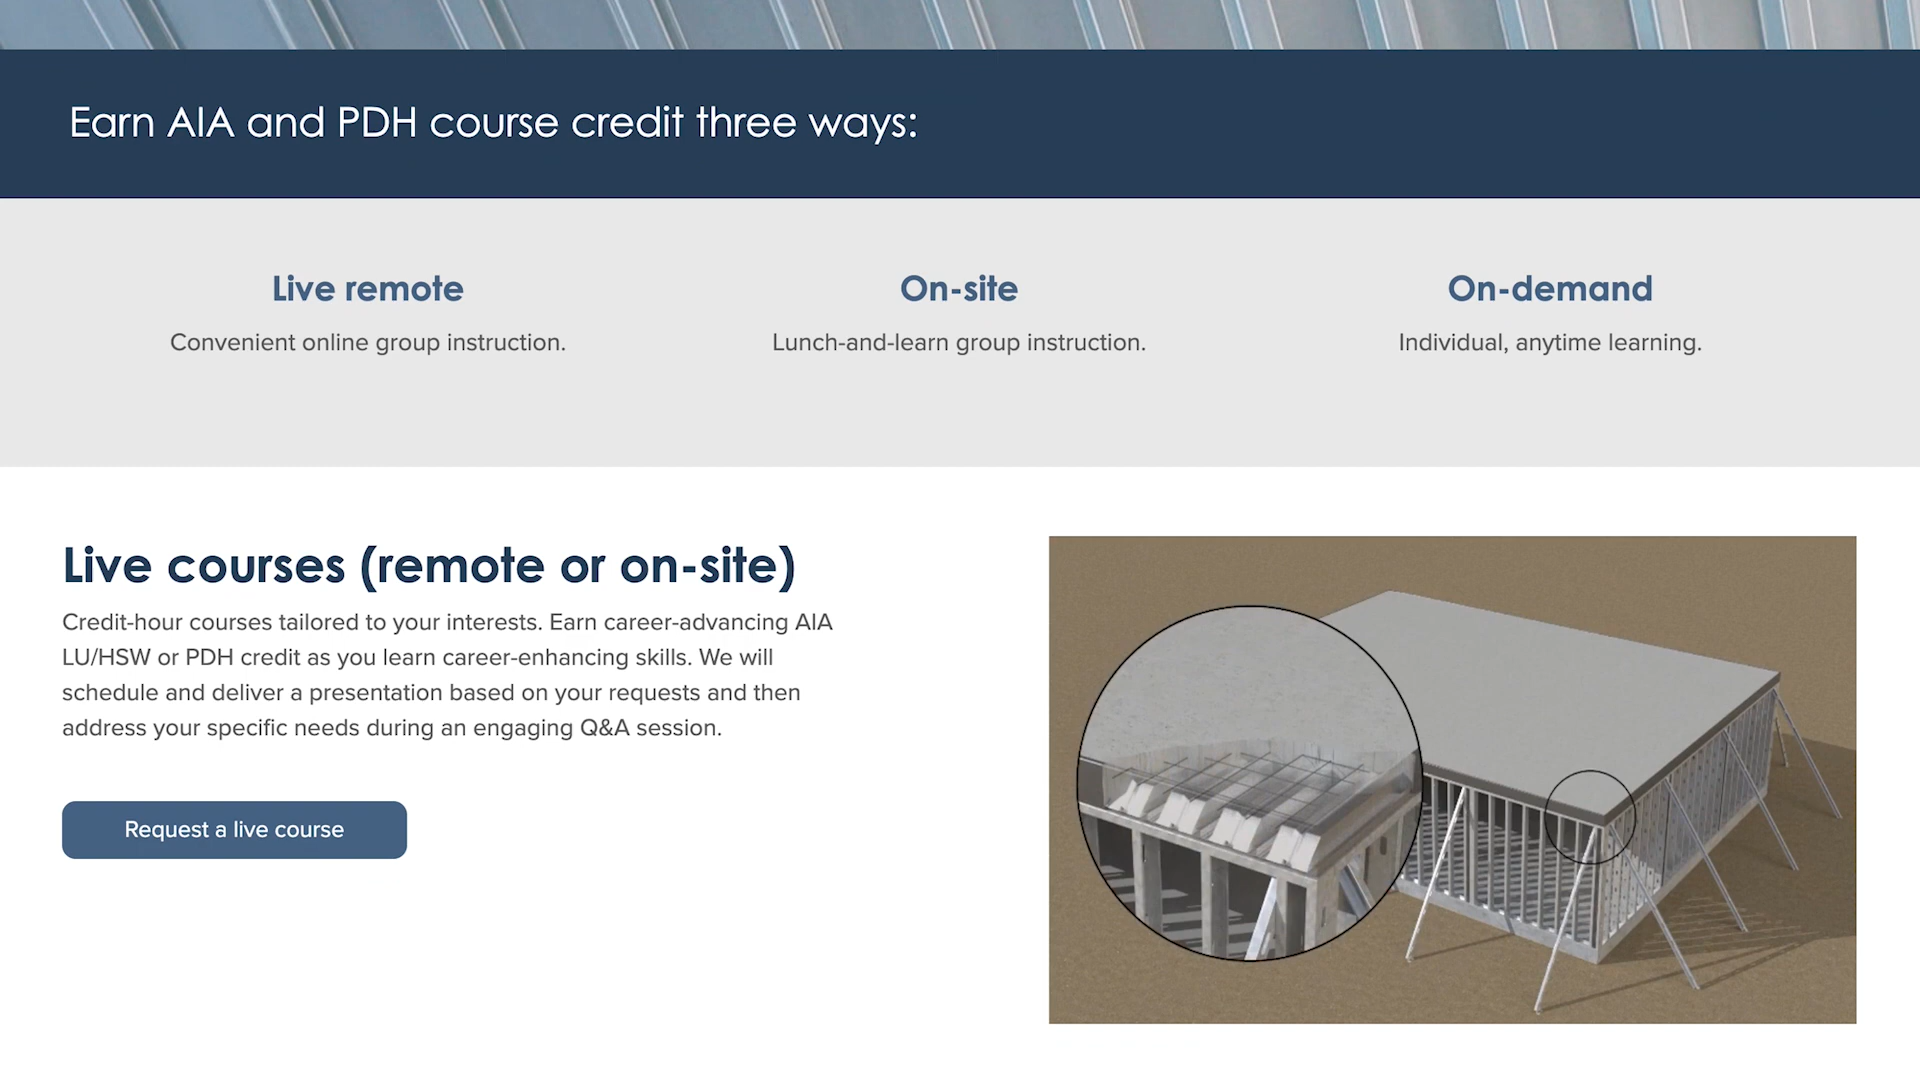 Earn AIA and PDH course credit three ways:
Live remote
Convenient online group instruction.
On-site
Lunch-and-learn group instruction.
On-demand
Individual, anytime learning.
Live courses (remote or on-site)
Credit-hour courses tailored to your interests. Earn career-advancing AIA
LU/HSW or PDH credit as you learn career-enhancing skills. We will
schedule and deliver a presentation based on your requests and then
address your specific needs during an engaging Q&A session.
Request a live course